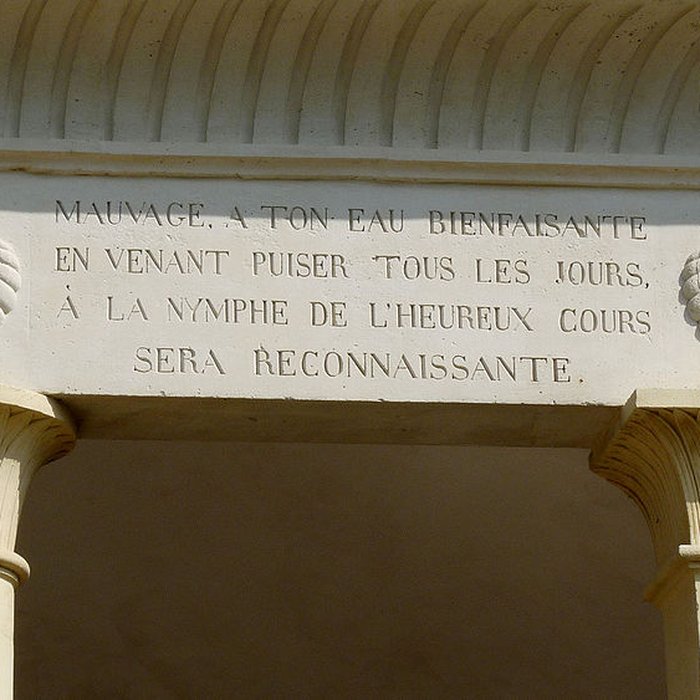 MAUVAGE, A TON EAU BIENFAISANTE
EN VENANT PUISER TOUS LES JOURS,
À LA NYMPHE DE L'HEUREUX COURS
SERA RECONNAISSANTE.